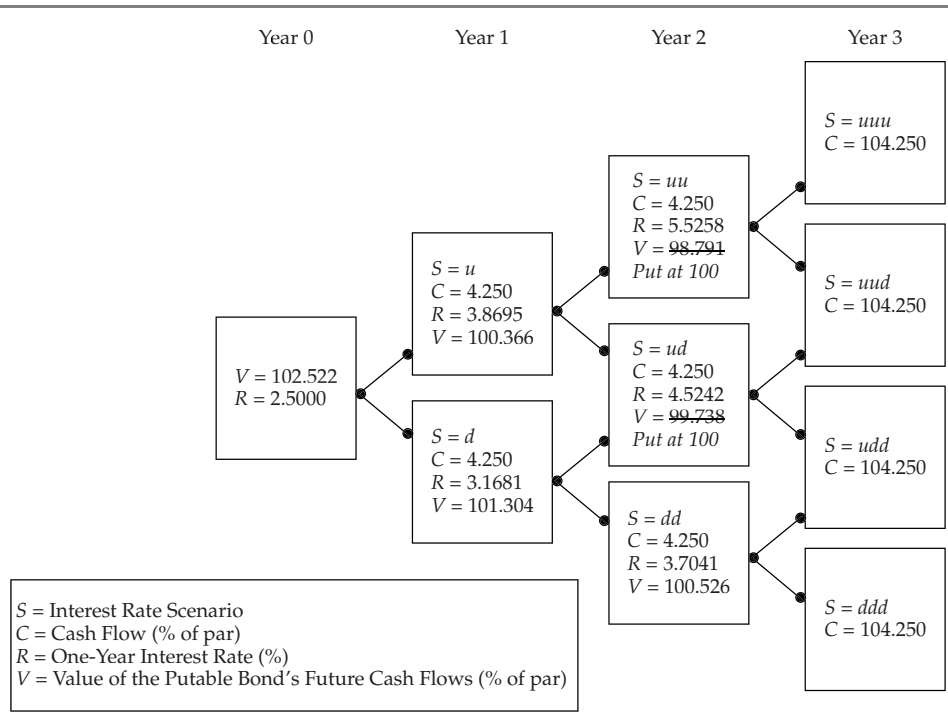 Year 0 Year 1 Year 2 Year 3
V = 102.522
R = 2.5000
S = u
C = 4.250
R = 3.8695
V = 100.366
S = d
C = 4.250
R = 3.1681
V = 101.304
S = uu
C = 4.250
R = 5.5258
V = 98.791
Put at 100
S = ud
C = 4.250
R = 4.5242
V = 99.738
Put at 100
S = dd
C = 4.250
R = 3.7041
V = 100.526
S = uuu
C = 104.250
S = uud
C = 104.250
S = udd
C = 104.250
S = ddd
C = 104.250
S = Interest Rate Scenario
C = Cash Flow (% of par)
R = One-Year Interest Rate (%)
V = Value of the Putable Bond's Future Cash Flows (% of par)